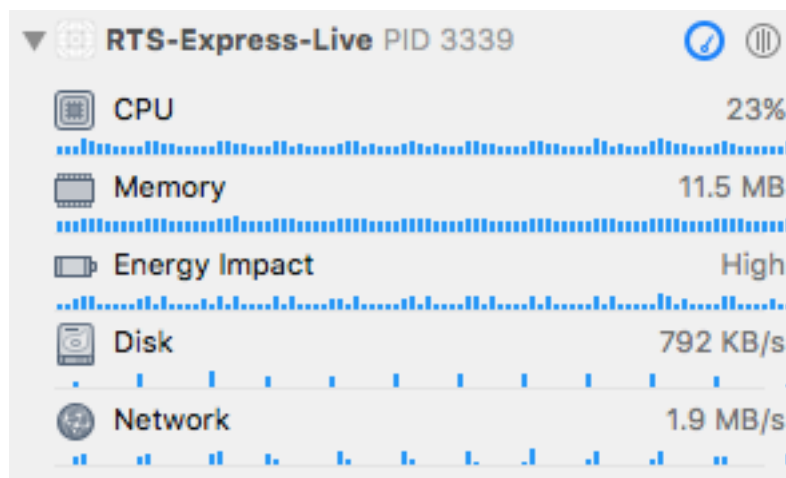 RTS-Express-Live PID 3339
CPU 23%
Memory 11.5 MB
Energy Impact High
Disk 792 KB/s
Network 1.9 MB/s